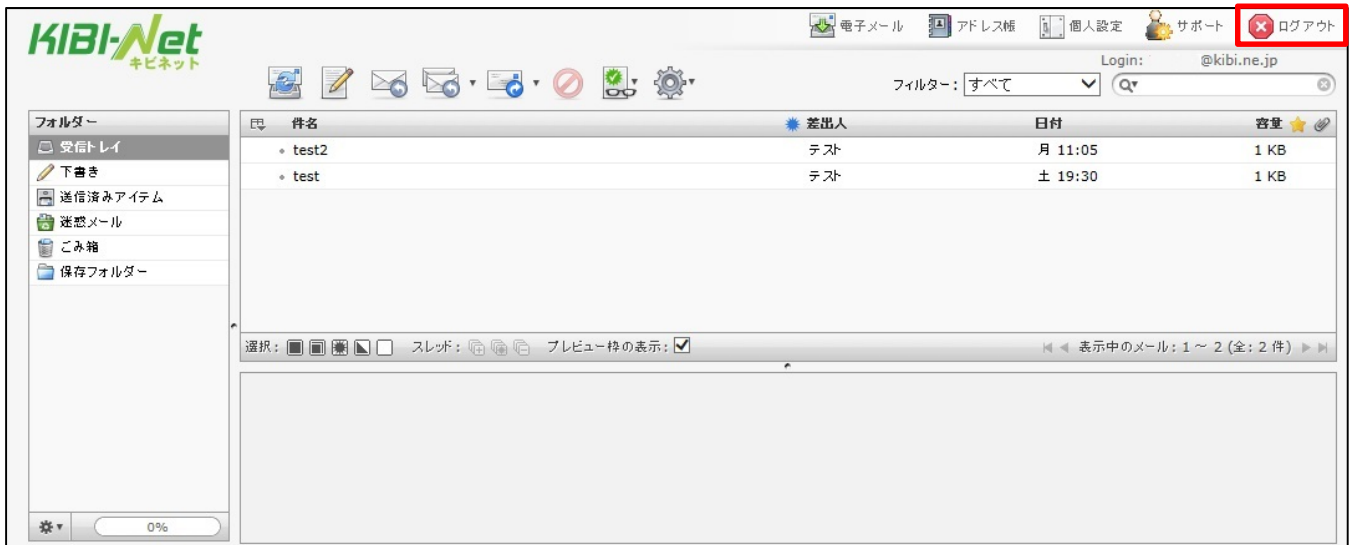 KIBI-Net
キビネット
電子メール アドレス帳 個人設定 サポート ログアウト
Login: @kibi.ne.jp
フィルター: すべて
フォルダー
受信トレイ
下書き
送信済みアイテム
迷惑メール
ごみ箱
保存フォルダー
件名 差出人 日付 容量
test2 テスト 月 11:05 1 KB
test テスト 土 19:30 1 KB
選択: スレッド: プレビュー枠の表示: 表示中のメール: 1 ~ 2 (全: 2 件)
0%